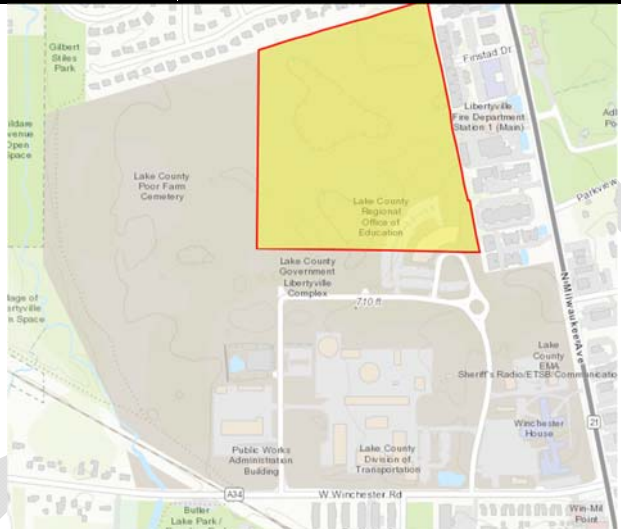 Gilbert
Stiles
Park
Finstad Dr
Libertyville
Fire Department
Station 1 (Main)
Lake County
Poor Farm
Cemetery
Parkview
Lake County
Regional
Office of
Education
Lake County
Government
Libertyville
Complex
710 ft
N Milwaukee Ave
Lake
County
EMA
Sheriff's Radio/ETSB/Communicatio
21
Winchester
House
Public Works
Administration
Building
Lake County
Division of
Transportation
A34
W Winchester Rd
Butler
Lake Park /
Win-Mil
Point